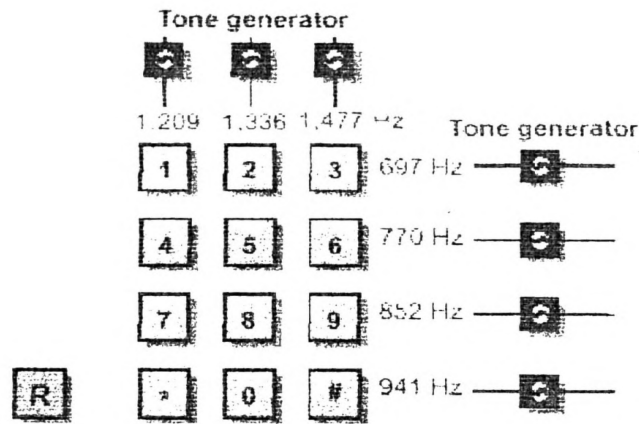 Tone generator
1,209 1,336 1,477 Hz
Tone generator
1 2 3 697 Hz
4 5 6 770 Hz
7 8 9 852 Hz
R * 0 # 941 Hz